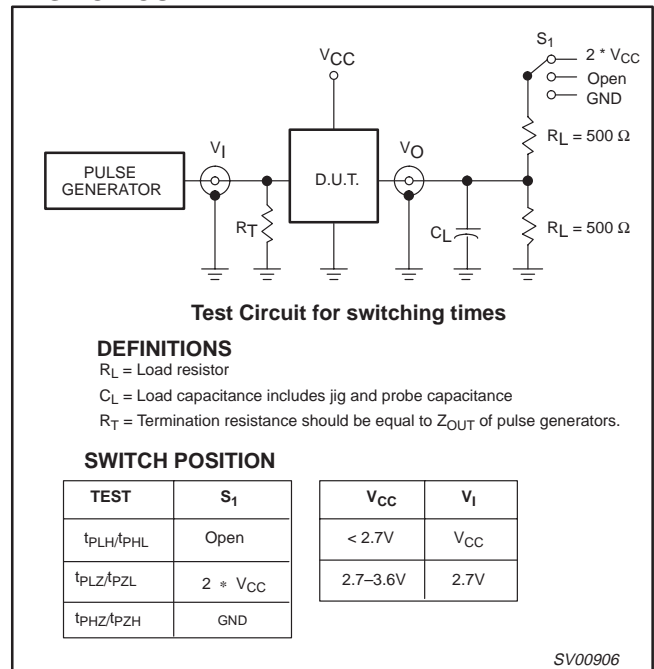 S1
2 * VCC
Open
GND
VCC
RL = 500 Ω
VI
VO
PULSE
GENERATOR
D.U.T.
RT
CL
RL = 500 Ω
Test Circuit for switching times
DEFINITIONS
RL = Load resistor
CL = Load capacitance includes jig and probe capacitance
RT = Termination resistance should be equal to ZOUT of pulse generators.
SWITCH POSITION
TEST S1
tPLH/tPHL Open
tPLZ/tPZL 2 * VCC
tPHZ/tPZH GND
VCC VI
< 2.7V VCC
2.7–3.6V 2.7V
SV00906